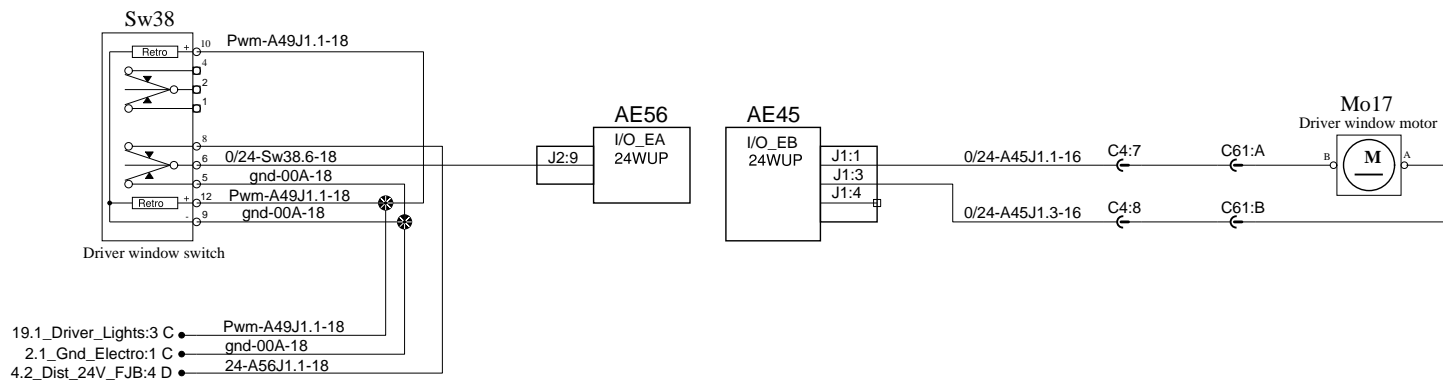 Sw38
Retro + 10 Pwm-A49J1.1-18
4
2
1
8
6 0/24-Sw38.6-18
5 gnd-00A-18
Retro + 12 Pwm-A49J1.1-18
- 9 gnd-00A-18
Driver window switch
AE56
I/O_EA
24WUP
J2:9
AE45
I/O_EB
24WUP
J1:1
J1:3
J1:4
0/24-A45J1.1-16 C4:7 C61:A
0/24-A45J1.3-16 C4:8 C61:B
Mo17
Driver window motor
B M A
19.1_Driver_Lights:3 C Pwm-A49J1.1-18
2.1_Gnd_Electro:1 C gnd-00A-18
4.2_Dist_24V_FJB:4 D 24-A56J1.1-18